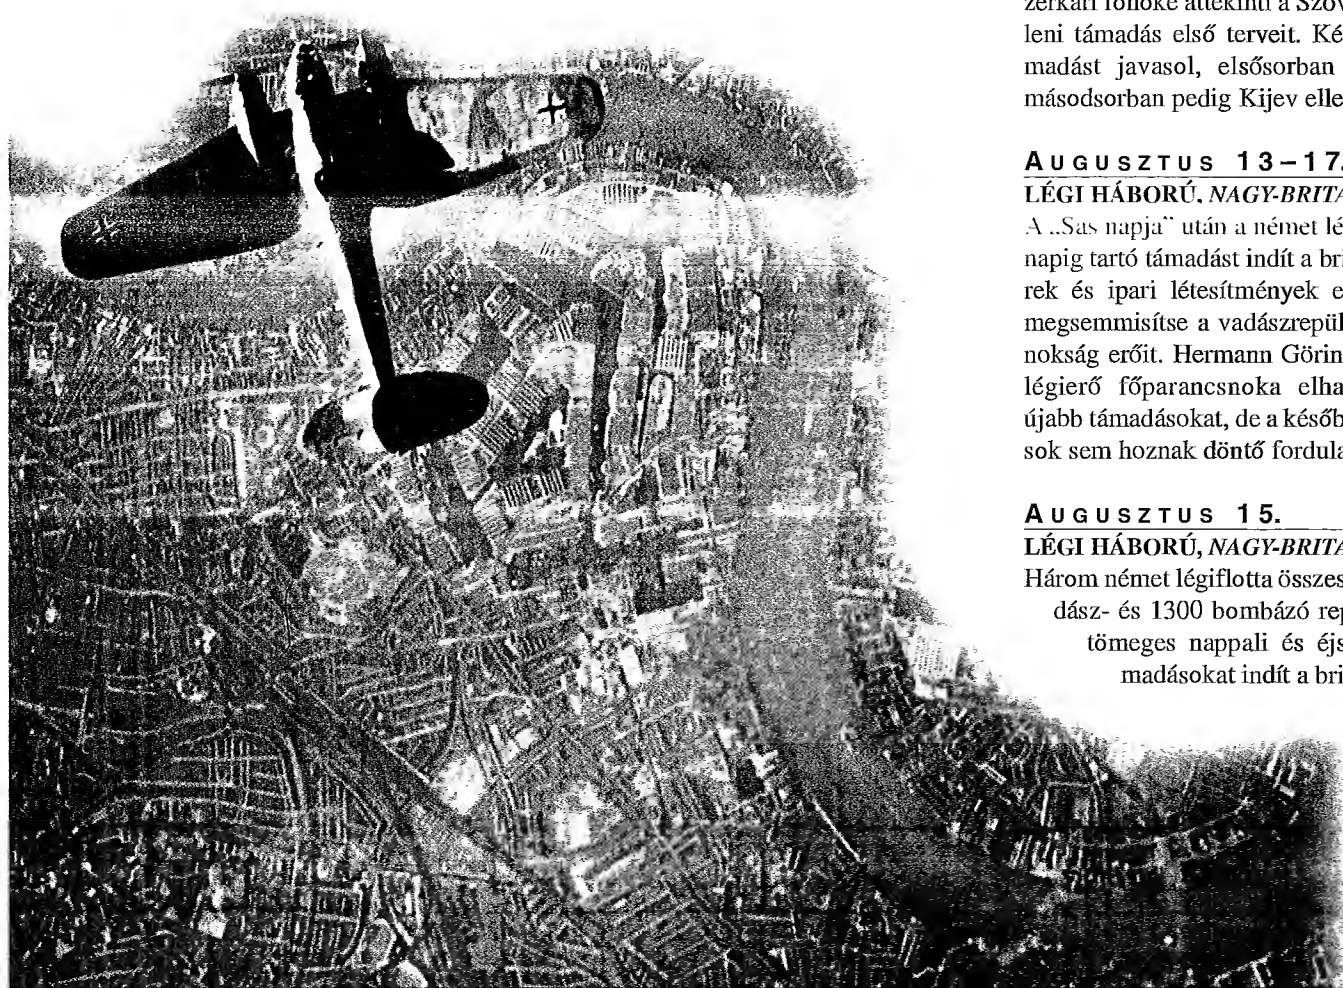 zérkari főnöke áttekinti a Szöv
leni támadás első terveit. Ké
madást javasol, elsősorban
másodsorban pedig Kijev elle
AUGUSZTUS 13–17.
LÉGI HÁBORÚ, NAGY-BRITA
A „Sas napja” után a német lé
napig tartó támadást indít a bri
rek és ipari létesítmények e
megsemmisítse a vadászrepül
nokság erőit. Hermann Görin
légierő főparancsnoka elha
újabb támadásokat, de a későb
sok sem hoznak döntő fordula
AUGUSZTUS 15.
LÉGI HÁBORÚ, NAGY-BRITA
Három német légiflotta összes
dász- és 1300 bombázó rep
tömeges nappali és éjs
madásokat indít a bri